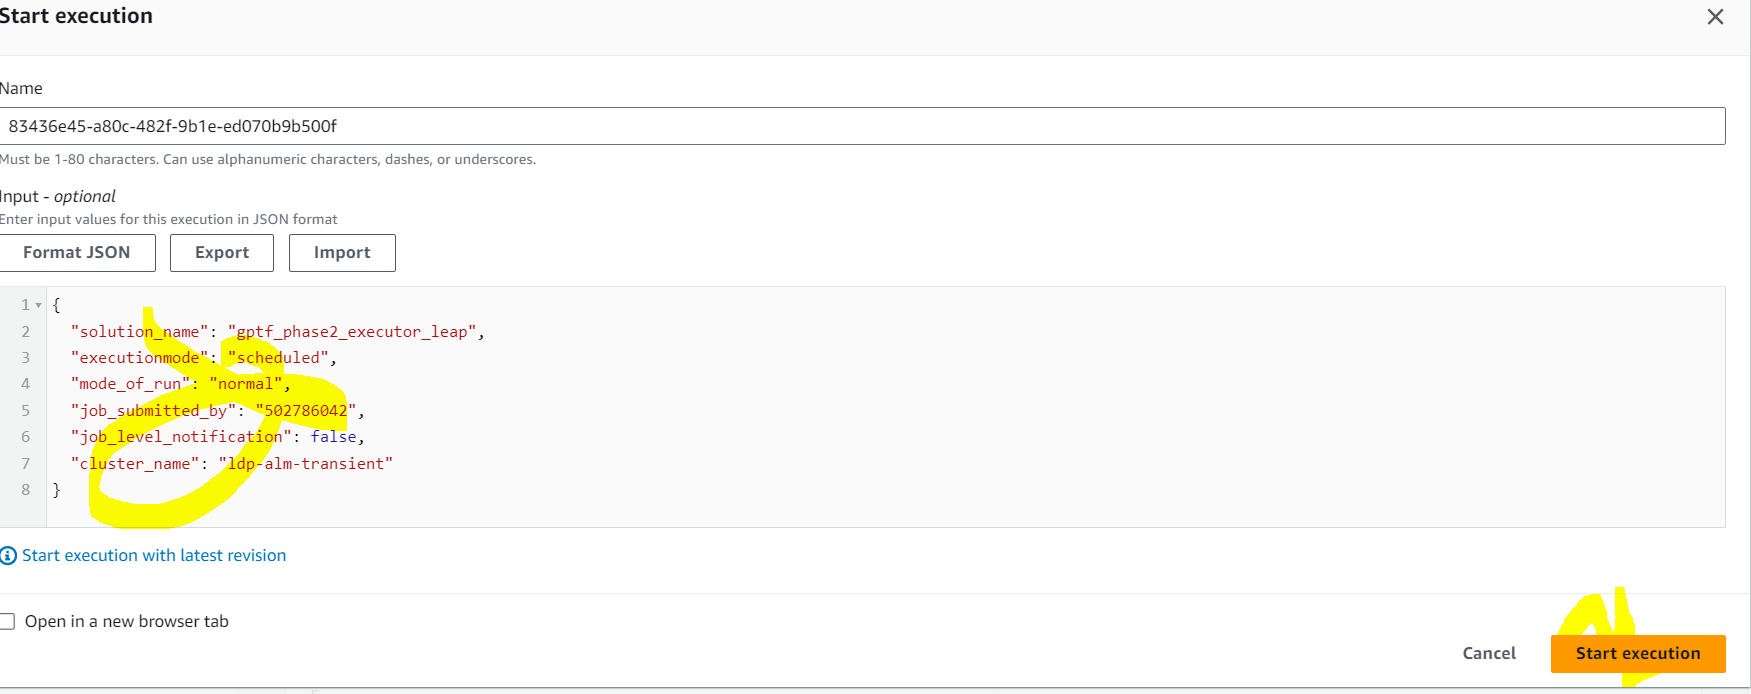 Start execution
Name
83436e45-a80c-482f-9b1e-ed070b9b500f
Must be 1-80 characters. Can use alphanumeric characters, dashes, or underscores.
Input - optional
Enter input values for this execution in JSON format
Format JSON Export Import
1 {
2 "solution_name": "gptf_phase2_executor_leap",
3 "executionmode": "scheduled",
4 "mode_of_run": "normal",
5 "job_submitted_by": "502786042",
6 "job_level_notification": false,
7 "cluster_name": "ldp-alm-transient"
8 }
Start execution with latest revision
Open in a new browser tab
Cancel Start execution